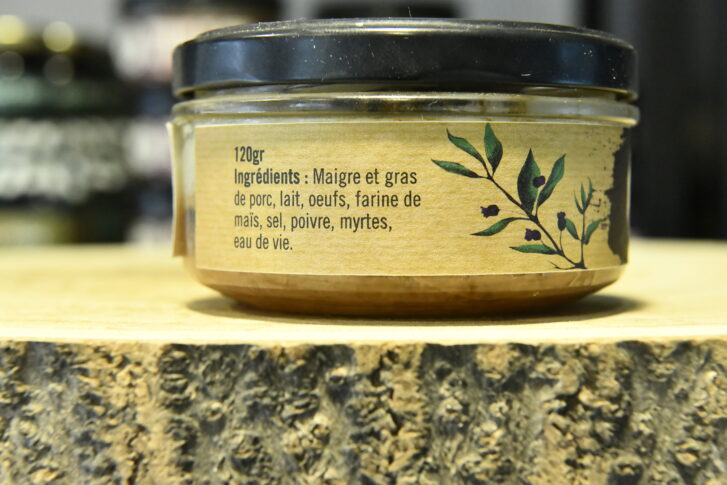 120gr
Ingrédients : Maigre et gras
de porc, lait, oeufs, farine de
maïs, sel, poivre, myrtes,
eau de vie.